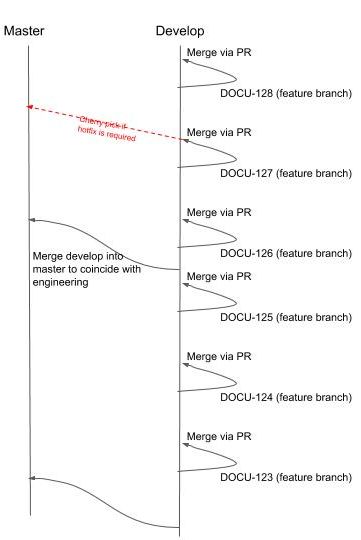 Master
Develop
Merge via PR
DOCU-128 (feature branch)
Cherry pick if
hotfix is required
Merge via PR
DOCU-127 (feature branch)
Merge via PR
DOCU-126 (feature branch)
Merge develop into
master to coincide with
engineering
Merge via PR
DOCU-125 (feature branch)
Merge via PR
DOCU-124 (feature branch)
Merge via PR
DOCU-123 (feature branch)